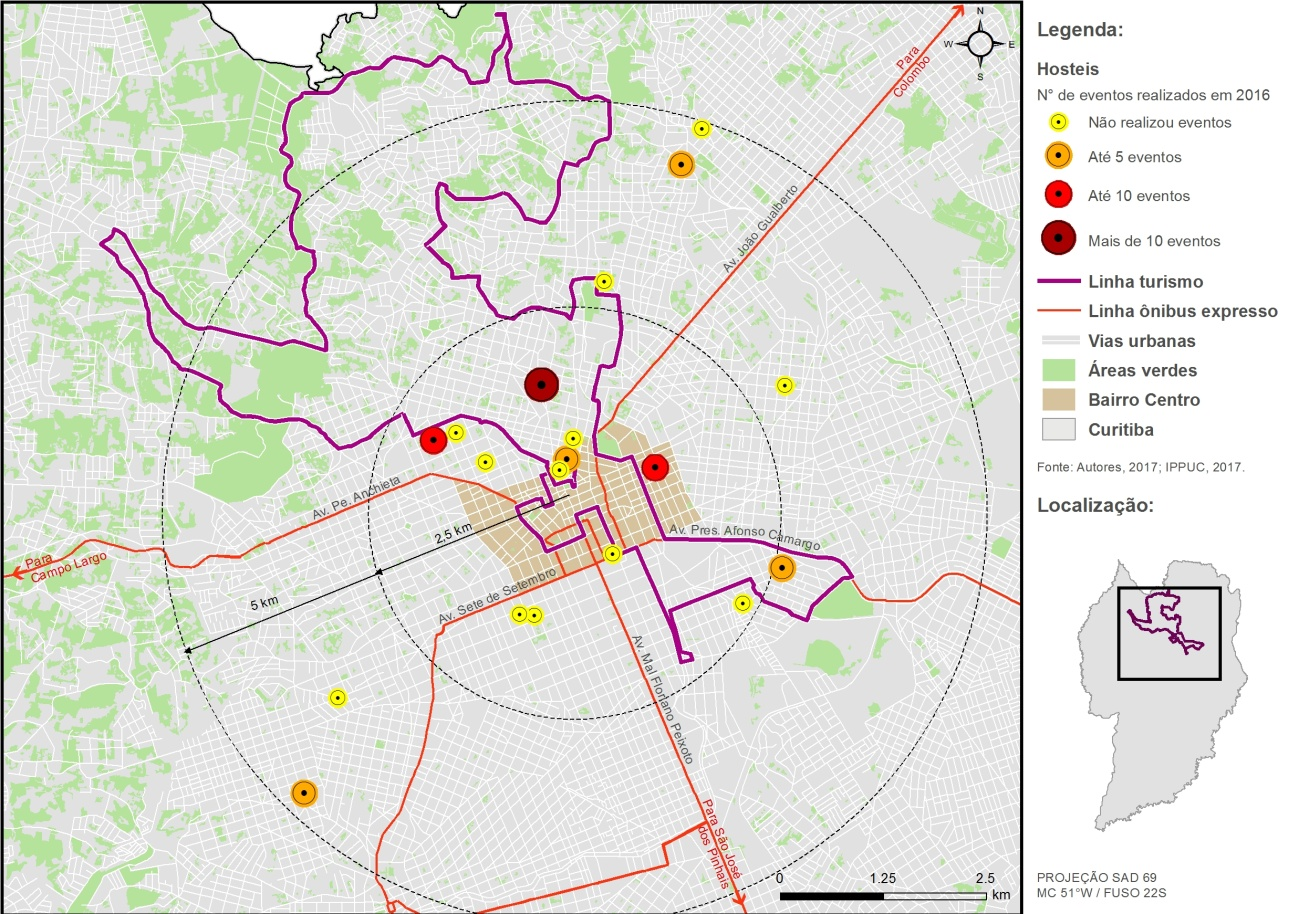 Para
Colombo
Av. João Gualberto
Av. Pe. Anchieta
Para
Campo Largo
2,5 km
5 km
Av. Pres. Afonso Camargo
Av. Sete de Setembro
Av. Mal Floriano Peixoto
Para São José
dos Pinhais
0
1.25
2.5
km
N
W
E
S
Legenda:
Hosteis
N° de eventos realizados em 2016
Não realizou eventos
Até 5 eventos
Até 10 eventos
Mais de 10 eventos
Linha turismo
Linha ônibus expresso
Vias urbanas
Áreas verdes
Bairro Centro
Curitiba
Fonte: Autores, 2017; IPPUC, 2017.
Localização:
PROJEÇÃO SAD 69
MC 51°W / FUSO 22S